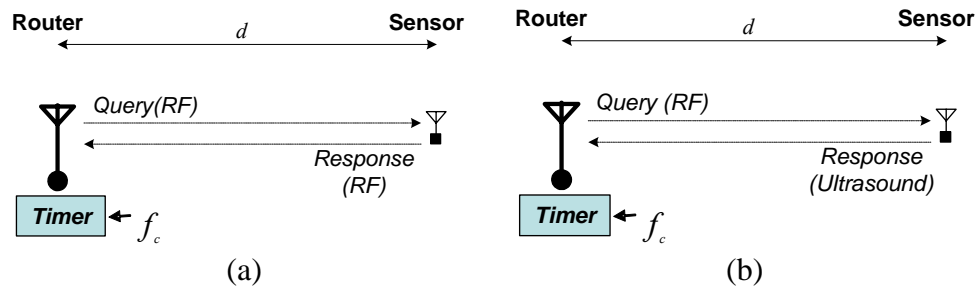 Router Sensor
d
Query(RF)
Response
(RF)
Timer
f_c
(a)
Router Sensor
d
Query (RF)
Response
(Ultrasound)
Timer
f_c
(b)